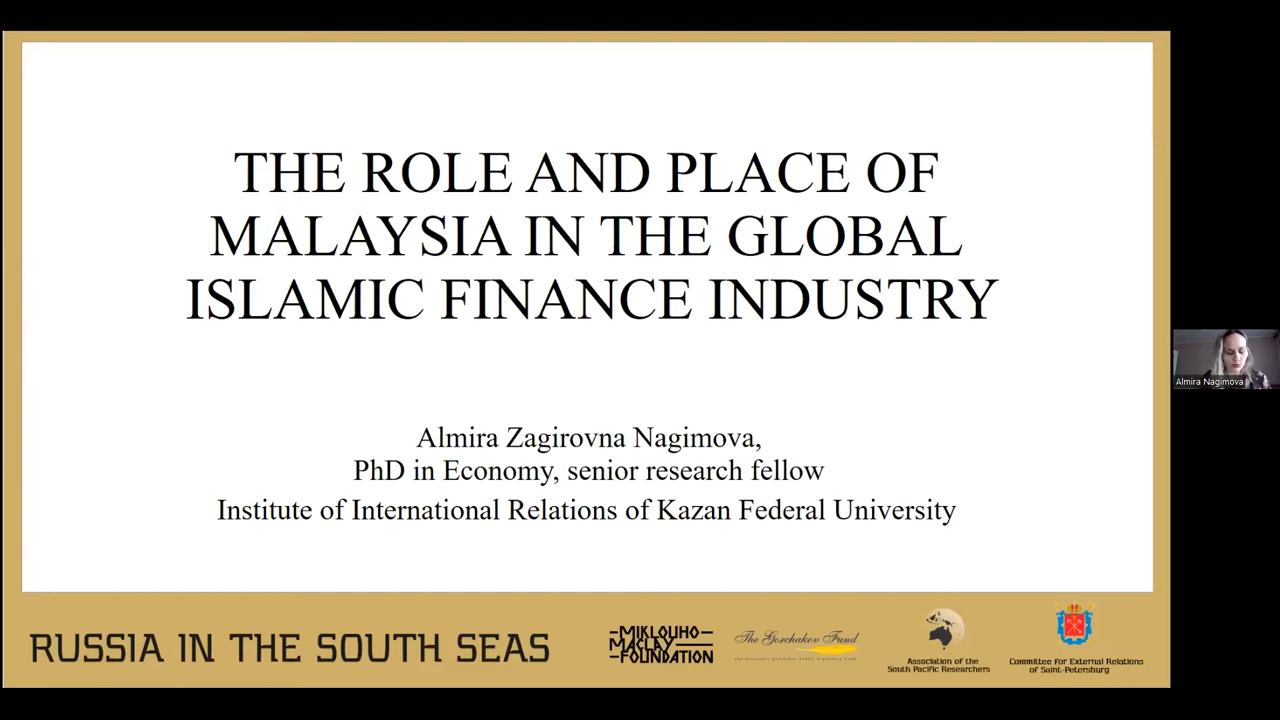 THE ROLE AND PLACE OF
MALAYSIA IN THE GLOBAL
ISLAMIC FINANCE INDUSTRY
Almira Zagirovna Nagimova,
PhD in Economy, senior research fellow
Institute of International Relations of Kazan Federal University
Almira Nagimova
RUSSIA IN THE SOUTH SEAS
MIKLOUHO
MACLAY
FOUNDATION
The Gorchakov Fund
Association of the
South Pacific Researchers
Committee for External Relations
of Saint-Petersburg